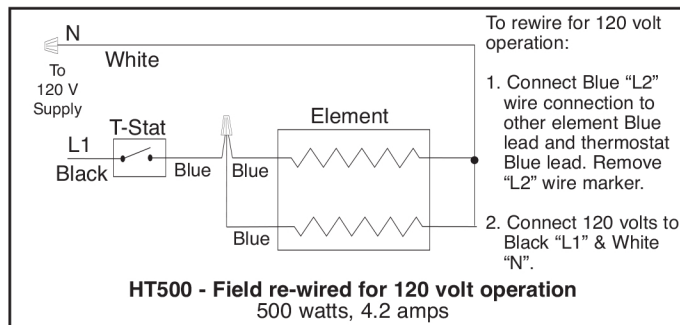 N
White
To
120 V
Supply
T-Stat
L1
Black
Blue
Blue
Blue
Element
To rewire for 120 volt
operation:
1. Connect Blue “L2”
wire connection to
other element Blue
lead and thermostat
Blue lead. Remove
“L2” wire marker.
2. Connect 120 volts to
Black “L1” & White
“N”.
HT500 - Field re-wired for 120 volt operation
500 watts, 4.2 amps